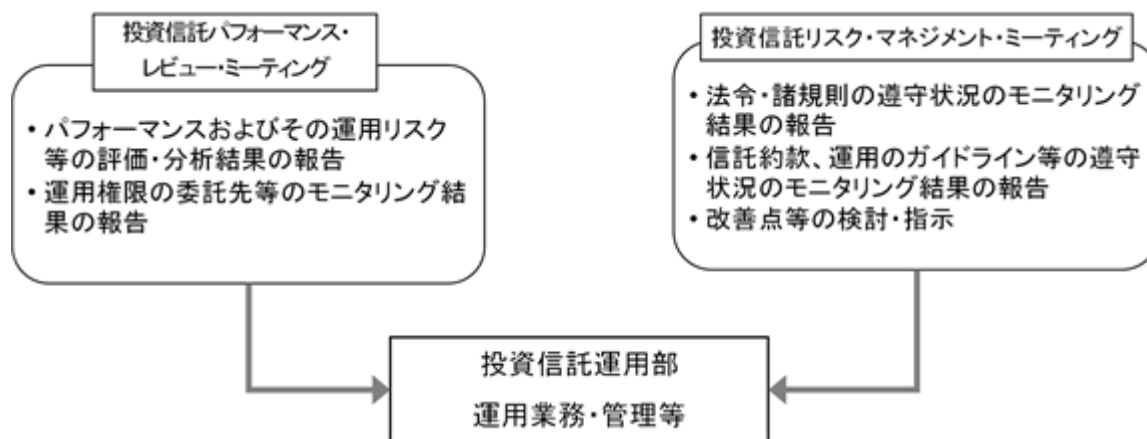 投資信託パフォーマンス・
レビュー・ミーティング
・パフォーマンスおよびその運用リスク
等の評価・分析結果の報告
・運用権限の委託先等のモニタリング結
果の報告
投資信託リスク・マネジメント・ミーティング
・法令・諸規則の遵守状況のモニタリング
結果の報告
・信託約款、運用のガイドライン等の遵守
状況のモニタリング結果の報告
・改善点等の検討・指示
投資信託運用部
運用業務・管理等